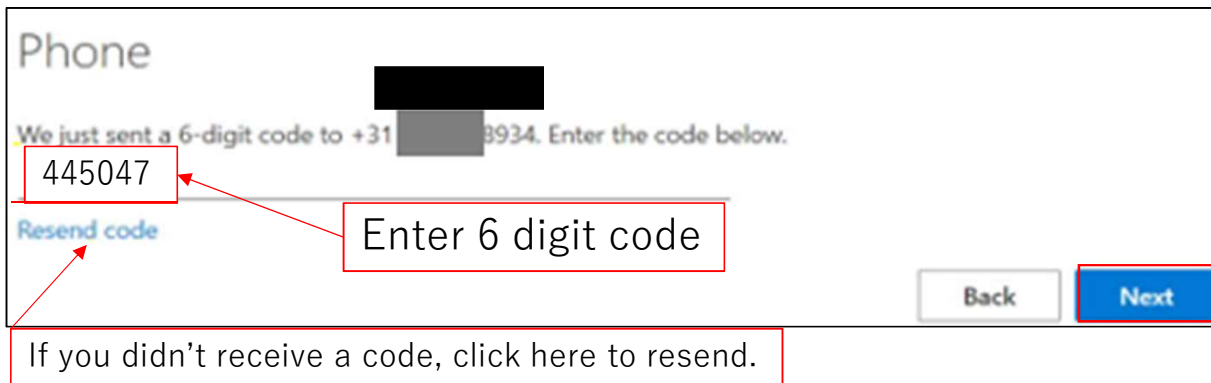 Phone
We just sent a 6-digit code to +31 8934. Enter the code below.
445047
Enter 6 digit code
Resend code
Back Next
If you didn’t receive a code, click here to resend.